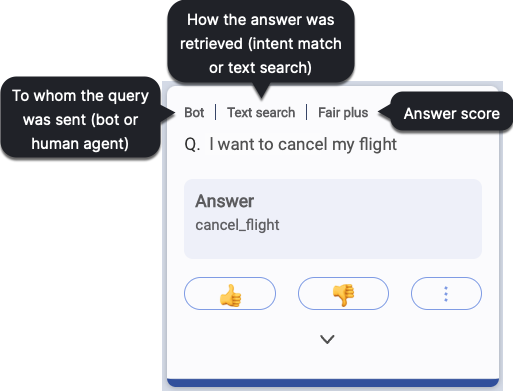 How the answer was
retrieved (intent match
or text search)
To whom the query
was sent (bot or
human agent)
Bot | Text search | Fair plus
Answer score
Q. I want to cancel my flight
Answer
cancel_flight